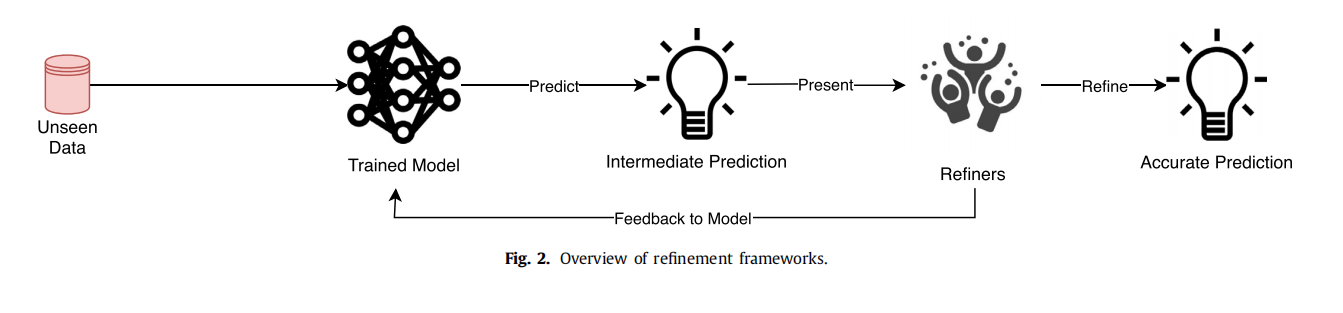 Predict
Present
Refine
Unseen
Data
Trained Model
Intermediate Prediction
Refiners
Accurate Prediction
Feedback to Model
Fig. 2. Overview of refinement frameworks.